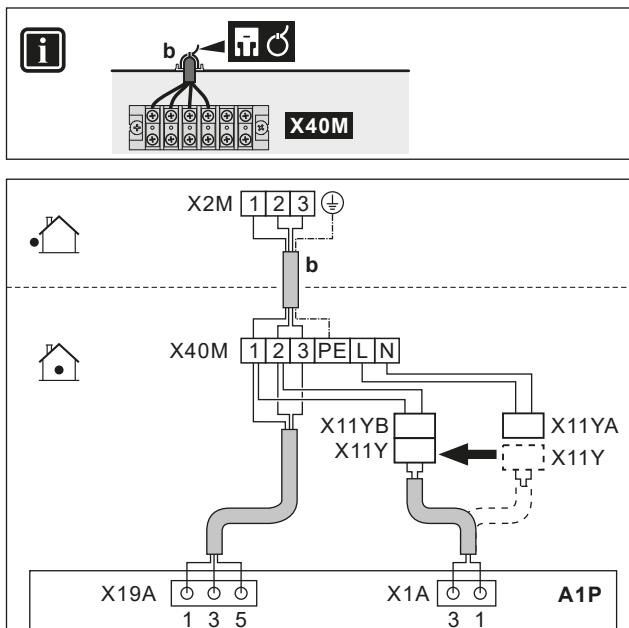 i
b
X40M
X2M 1 2 3
b
X40M 1 2 3 PE L N
X11YB X11YA
X11Y X11Y
X19A X1A A1P
1 3 5 3 1